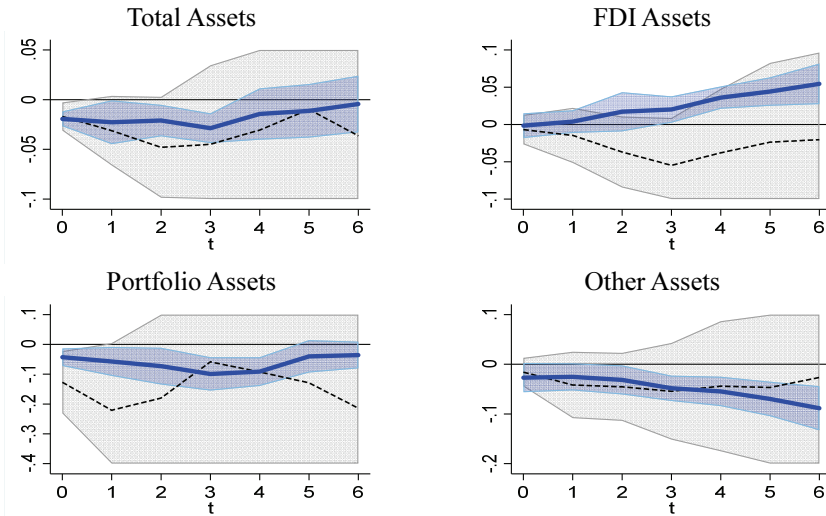 Total Assets
.05
0
-.05
-.1
0 1 2 3 4 5 6
t
FDI Assets
.1
.05
0
-.05
-.1
0 1 2 3 4 5 6
t
Portfolio Assets
.1
0
-.1
-.2
-.3
-.4
0 1 2 3 4 5 6
t
Other Assets
.1
0
-.1
-.2
0 1 2 3 4 5 6
t